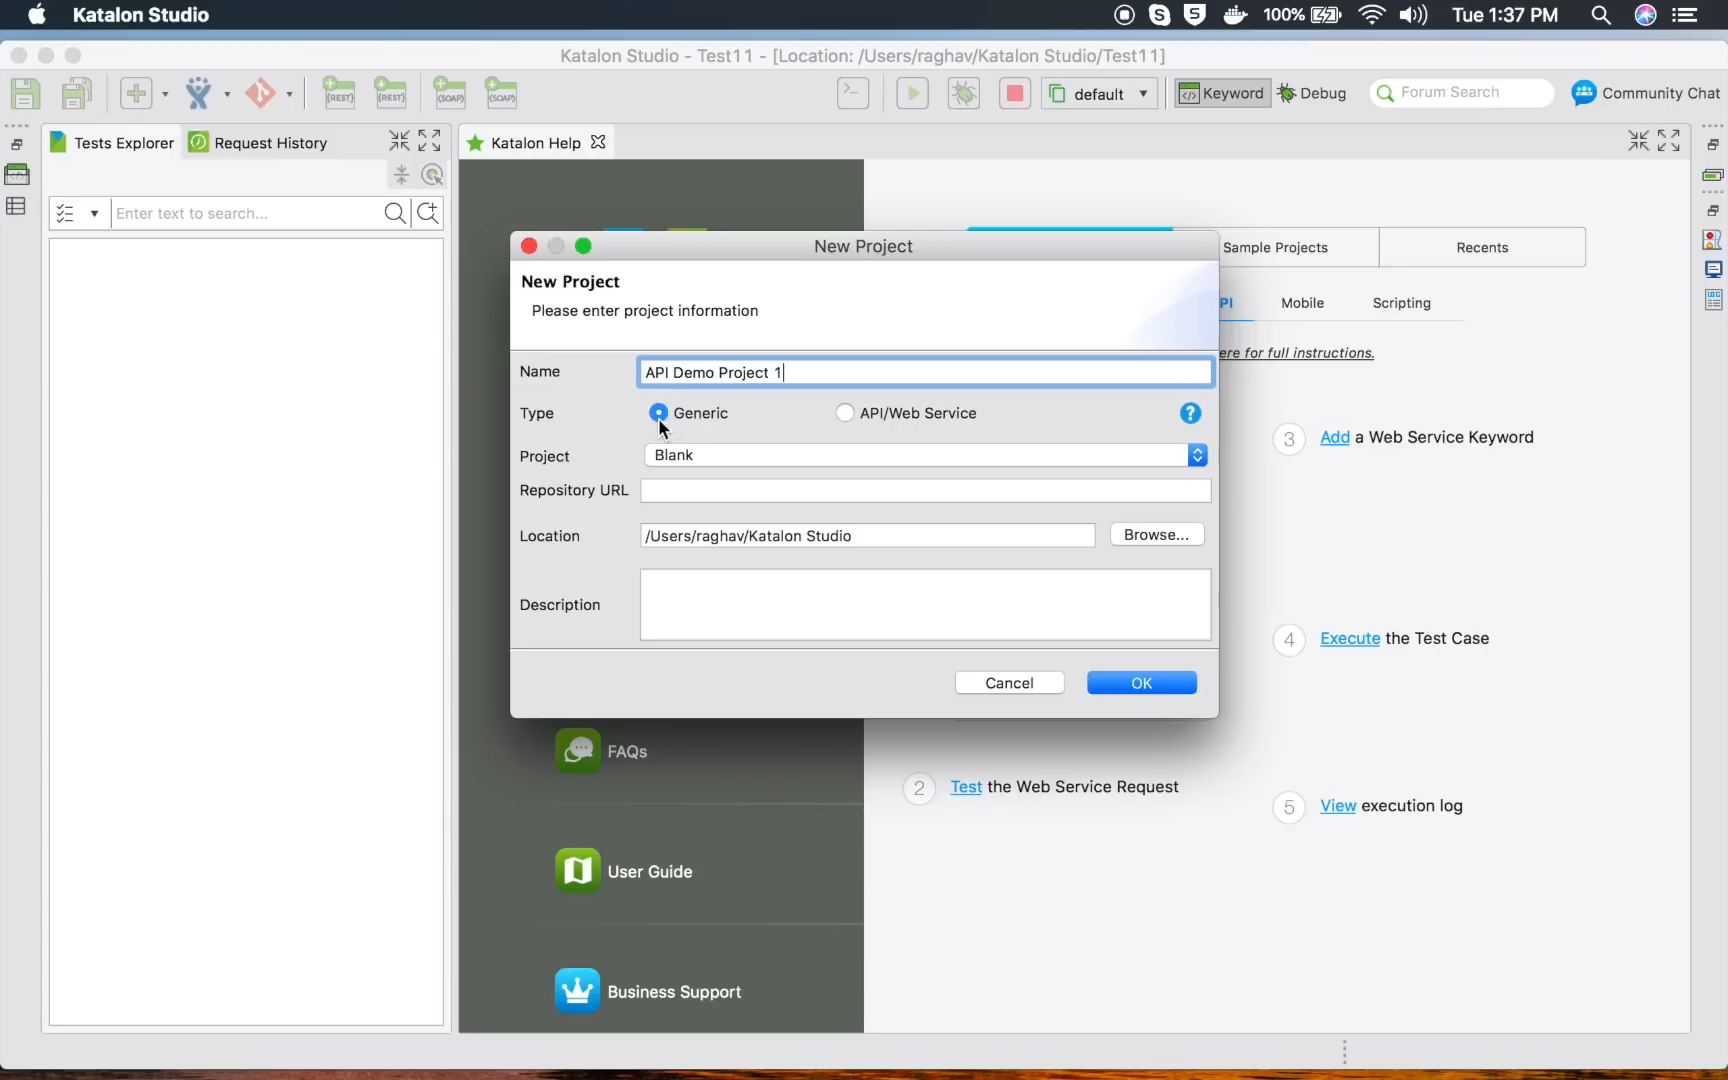 Katalon Studio
100%
Tue 1:37 PM
Katalon Studio - Test11 - [Location: /Users/raghav/Katalon Studio/Test11]
REST
REST
SOAP
SOAP
default
Keyword
Debug
Forum Search
Community Chat
Tests Explorer
Request History
Katalon Help
Enter text to search...
New Project
Sample Projects
Recents
New Project
Please enter project information
PI
Mobile
Scripting
ere for full instructions.
Name
API Demo Project 1
Type
Generic
API/Web Service
?
3
Add a Web Service Keyword
Project
Blank
Repository URL
Location
/Users/raghav/Katalon Studio
Browse...
Description
4
Execute the Test Case
Cancel
OK
FAQs
2
Test the Web Service Request
5
View execution log
User Guide
Business Support